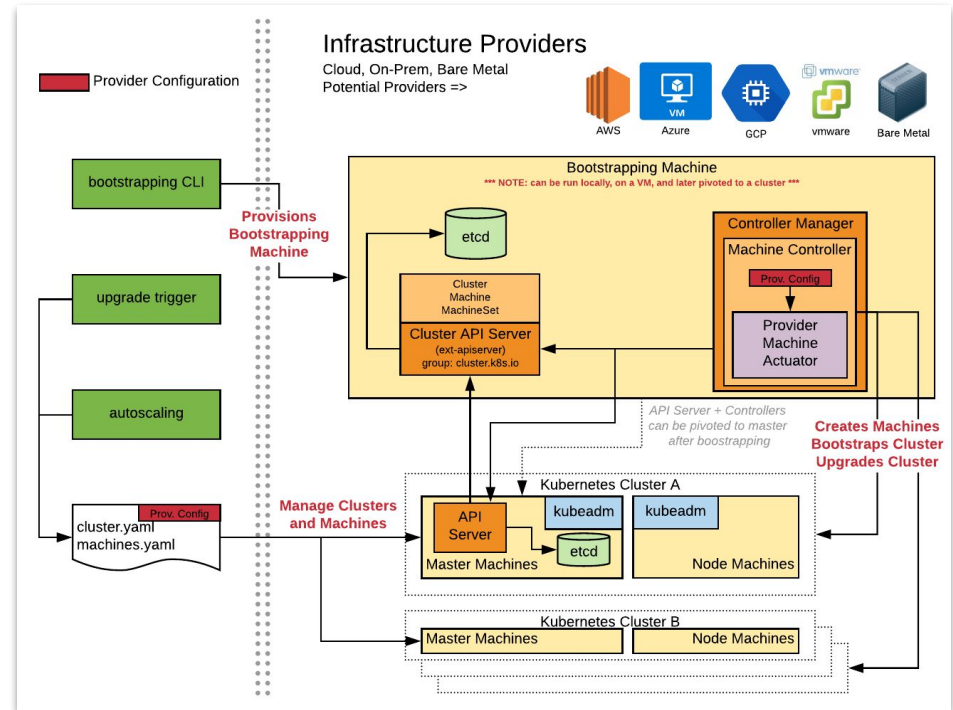 Infrastructure Providers
Cloud, On-Prem, Bare Metal
Potential Providers =>
Provider Configuration
VM
vmware
AWS
Azure
GCP
vmware
Bare Metal
bootstrapping CLI
Provisions
Bootstrapping
Machine
upgrade trigger
autoscaling
Prov. Config
cluster.yaml
machines.yaml
Manage Clusters
and Machines
Bootstrapping Machine
*** NOTE: can be run locally, on a VM, and later pivoted to a cluster ***
etcd
Cluster
Machine
MachineSet
Cluster API Server
(ext-apiserver)
group: cluster.k8s.io
Controller Manager
Machine Controller
Prov. Config
Provider
Machine
Actuator
API Server + Controllers
can be pivoted to master
after boostrapping
Creates Machines
Bootstraps Cluster
Upgrades Cluster
Kubernetes Cluster A
API
Server
kubeadm
etcd
Master Machines
kubeadm
Node Machines
Kubernetes Cluster B
Master Machines
Node Machines